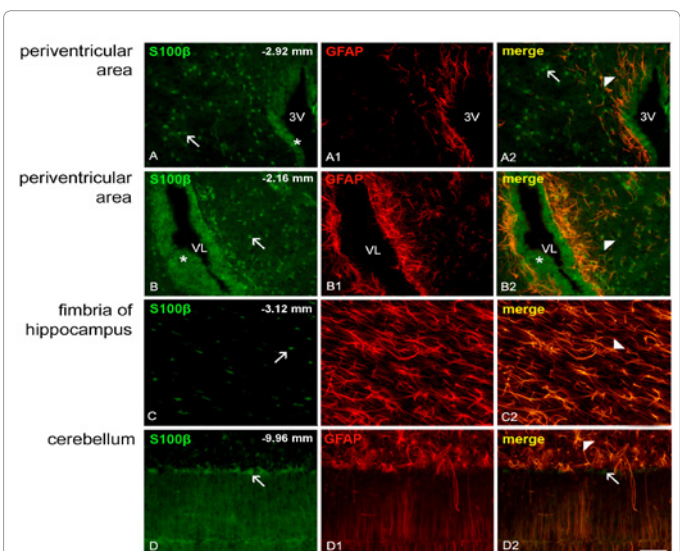 periventricular
area
S100β -2.92 mm GFAP merge
3V 3V
*
A A1 A2
periventricular
area
S100β -2.16 mm GFAP merge
VL VL VL
* *
B B1 B2
fimbria of
hippocampus
S100β -3.12 mm GFAP merge
C C2
cerebellum
S100β -9.96 mm GFAP merge
D D1 D2